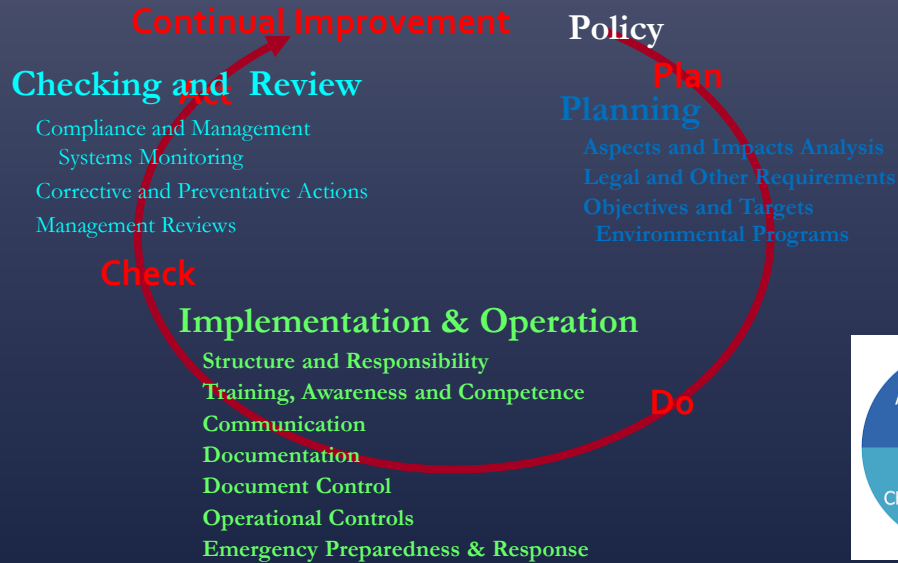 Continual Improvement
Policy
Plan
Planning
Aspects and Impacts Analysis
Legal and Other Requirements
Objectives and Targets
Environmental Programs
Do
Implementation & Operation
Structure and Responsibility
Training, Awareness and Competence
Communication
Documentation
Document Control
Operational Controls
Emergency Preparedness & Response
Check
Checking and Review
Act
Compliance and Management
Systems Monitoring
Corrective and Preventative Actions
Management Reviews